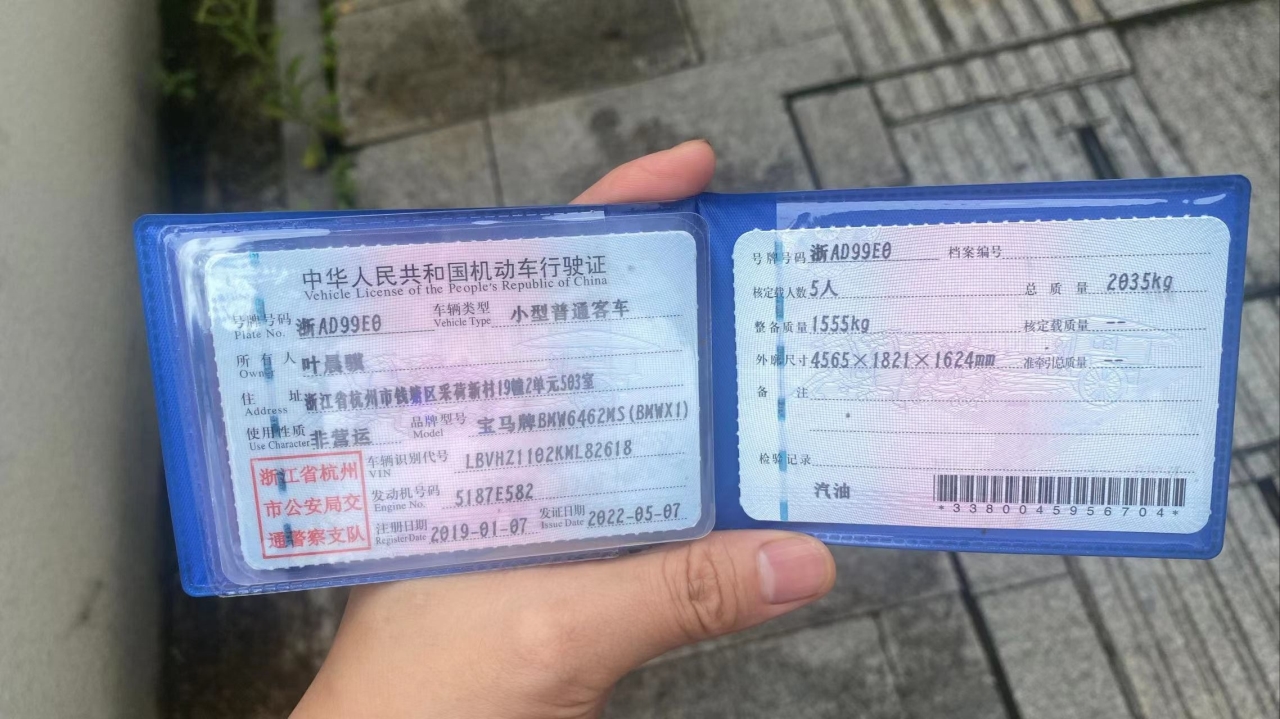 中华人民共和国机动车行驶证
Vehicle License of the People's Republic of China
号牌号码 浙AD99E0 车辆类型 小型普通客车
Plate No. Vehicle Type
所有人 叶晨骥
Owner
住址 浙江省杭州市钱塘区采荷新村19幢2单元503室
Address
使用性质 非营运 品牌型号 宝马牌BMW6462MS(BMWX1)
Use Character Model
浙江省杭州
市公安局交
通警察支队
车辆识别代号 LBVHZ1102KML82618
VIN
发动机号码 5187E582
Engine No.
注册日期 2019-01-07 发证日期 2022-05-07
Register Date Issue Date
号牌号码 浙AD99E0 档案编号
核定载人数 5人 总质量 2035kg
整备质量 1555kg 核定载质量 --
外廓尺寸 4565×1821×1624mm 准牵引总质量 --
备注
检验记录
汽油
*3380045956704*